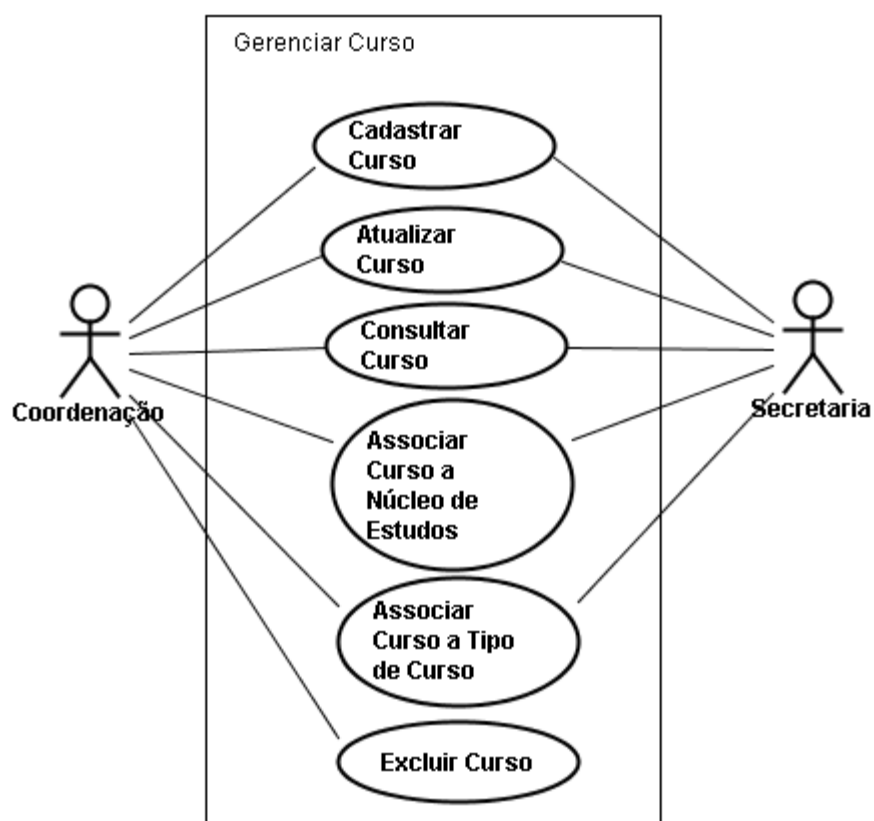 Gerenciar Curso
Cadastrar
Curso
Atualizar
Curso
Consultar
Curso
Coordenação
Secretaria
Associar
Curso a
Núcleo de
Estudos
Associar
Curso a Tipo
de Curso
Excluir Curso